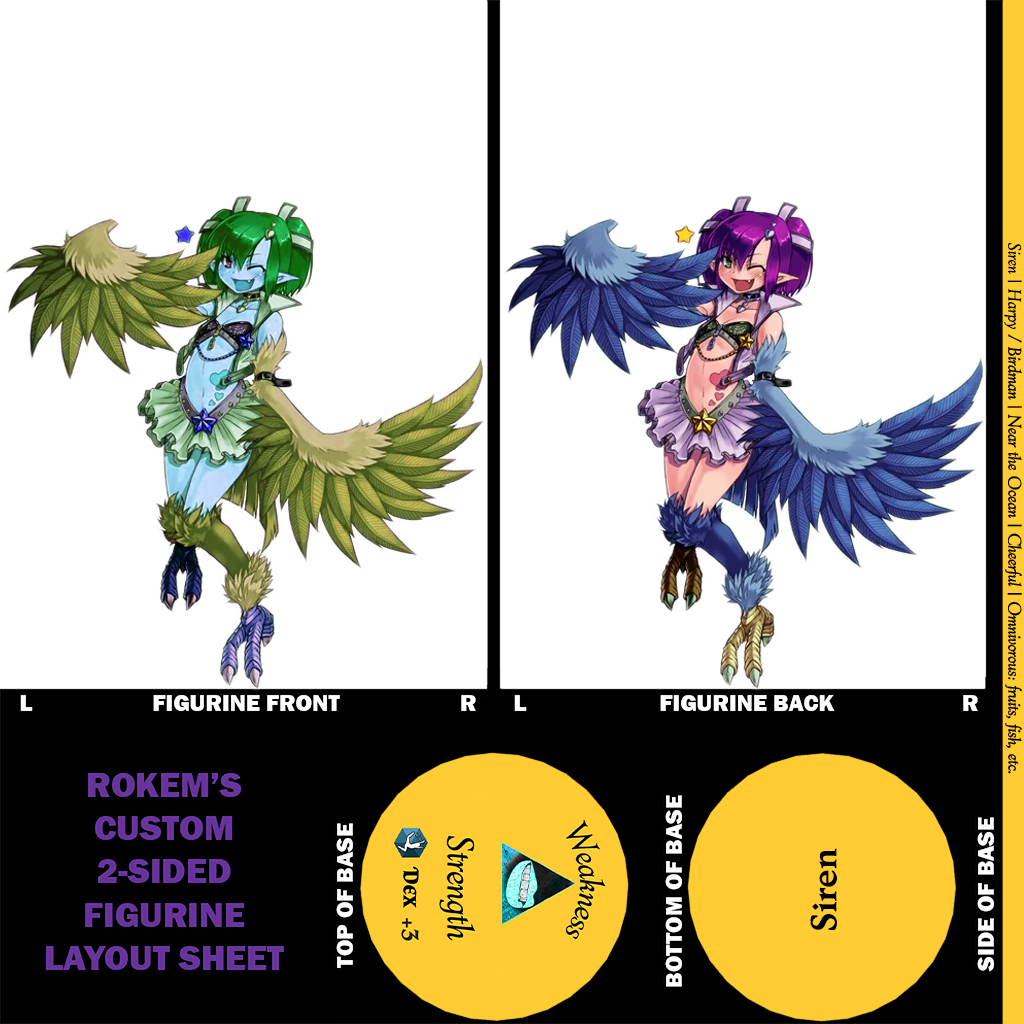 L FIGURINE FRONT R
L FIGURINE BACK R
ROKEM'S
CUSTOM
2-SIDED
FIGURINE
LAYOUT SHEET
TOP OF BASE
Dex +3
Strength
Weakness
BOTTOM OF BASE
Siren
SIDE OF BASE
Siren | Harpy / Birdman | Near the Ocean | Cheerful | Omnivorous: fruits, fish, etc.